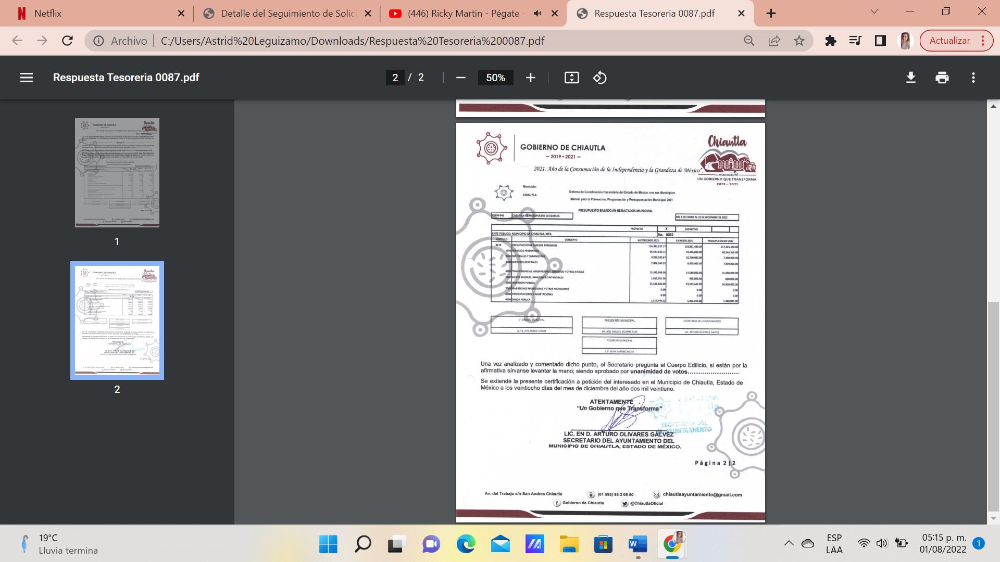 Netflix
Detalle del Seguimiento de Solici
(446) Ricky Martin - Pégate -
Respuesta Tesoreria 0087.pdf
Archivo
C:/Users/Astrid%20Leguizamo/Downloads/Respuesta%20Tesoreria%200087.pdf
Actualizar
Respuesta Tesoreria 0087.pdf
2 / 2
50%
1
2
GOBIERNO DE CHIAUTLA
— 2019 • 2021 —
2021. Año de la Consumación de la Independencia y la Grandeza de México".
Chiautla
H. AYUNTAMIENTO
UN GOBIERNO QUE TRANSFORMA
2019 - 2021
Municipio:
CHIAUTLA
Sistema de Coordinación Hacendaria del Estado de México con sus Municipios
Manual para la Planeación, Programación y Presupuestación Municipal 2021
PRESUPUESTO BASADO EN RESULTADOS MUNICIPAL
CARATULA DE PRESUPUESTO DE EGRESOS
DEL 1 DE ENERO AL 31 DE DICIEMBRE DE 2022
PROYECTO X DEFINITIVO
ENTE PÚBLICO: MUNICIPIO DE CHIAUTLA, MEX. No. 0082
CAPITULO CONCEPTO AUTORIZADO 2021 EJERCIDO 2021 PRESUPUESTADO 2022
8210 PRESUPUESTO DE EGRESOS APROBADO 116,331,017.17 118,861,489.09 117,226,560.00
1000 SERVICIOS PERSONALES 56,547,632.11 59,466,000.00 60,546,560.00
2000 MATERIALES Y SUMINISTROS 9,920,183.67 10,700,000.00 7,300,000.00
3000 SERVICIOS GENERALES 7,804,546.52 8,830,000.00 7,900,000.00
4000 TRANSFERENCIAS, ASIGNACIONES, SUBSIDIOS Y OTRAS AYUDAS 15,349,998.00 14,580,000.00 15,000,000.00
5000 BIENES MUEBLES, INMUEBLES E INTANGIBLES 1,657,761.56 450,000.00 600,000.00
6000 INVERSION PUBLICA 23,533,446.09 23,533,446.09 24,500,000.00
7000 INVERSIONES FINANCIERAS Y OTRAS PROVISIONES 0.00 0.00 0.00
8000 PARTICIPACIONES Y APORTACIONES 0.00 0.00 0.00
9000 DEUDA PUBLICA 1,517,449.22 1,302,043.00 1,380,000.00
1° SINDICO MUNICIPAL PRESIDENTE MUNICIPAL SECRETARIO DEL AYUNTAMIENTO
Q.F.B. RITA PONCE CONDE DR. JOSE MIGUEL AGUIRRE RUIZ LIC. ARTURO OLIVARES GALVEZ
TESORERO MUNICIPAL
C.P. ADAN JIMENEZ MEJIA
Una vez analizado y comentado dicho punto, el Secretario pregunta al Cuerpo Edilicio, si están por la
afirmativa sírvanse levantar la mano; siendo aprobado por unanimidad de votos...........................
Se extiende la presente certificación a petición del interesado en el Municipio de Chiautla, Estado de
México a los veintiocho días del mes de diciembre del año dos mil veintiuno.
ATENTAMENTE
"Un Gobierno que Transforma"
SECRETARIA DEL
H. AYUNTAMIENTO
LIC. EN D. ARTURO OLIVARES GÁLVEZ
SECRETARIO DEL AYUNTAMIENTO DEL
MUNICIPIO DE CHIAUTLA, ESTADO DE MÉXICO.
Página 2|2
Av. del Trabajo s/n San Andres Chiautla
(01 595) 95 2 05 50
chiautlaayuntamiento@gmail.com
Gobierno de Chiautla
@ChiautlaOficial
19°C
Lluvia termina
ESP
LAA
05:15 p. m.
01/08/2022
1